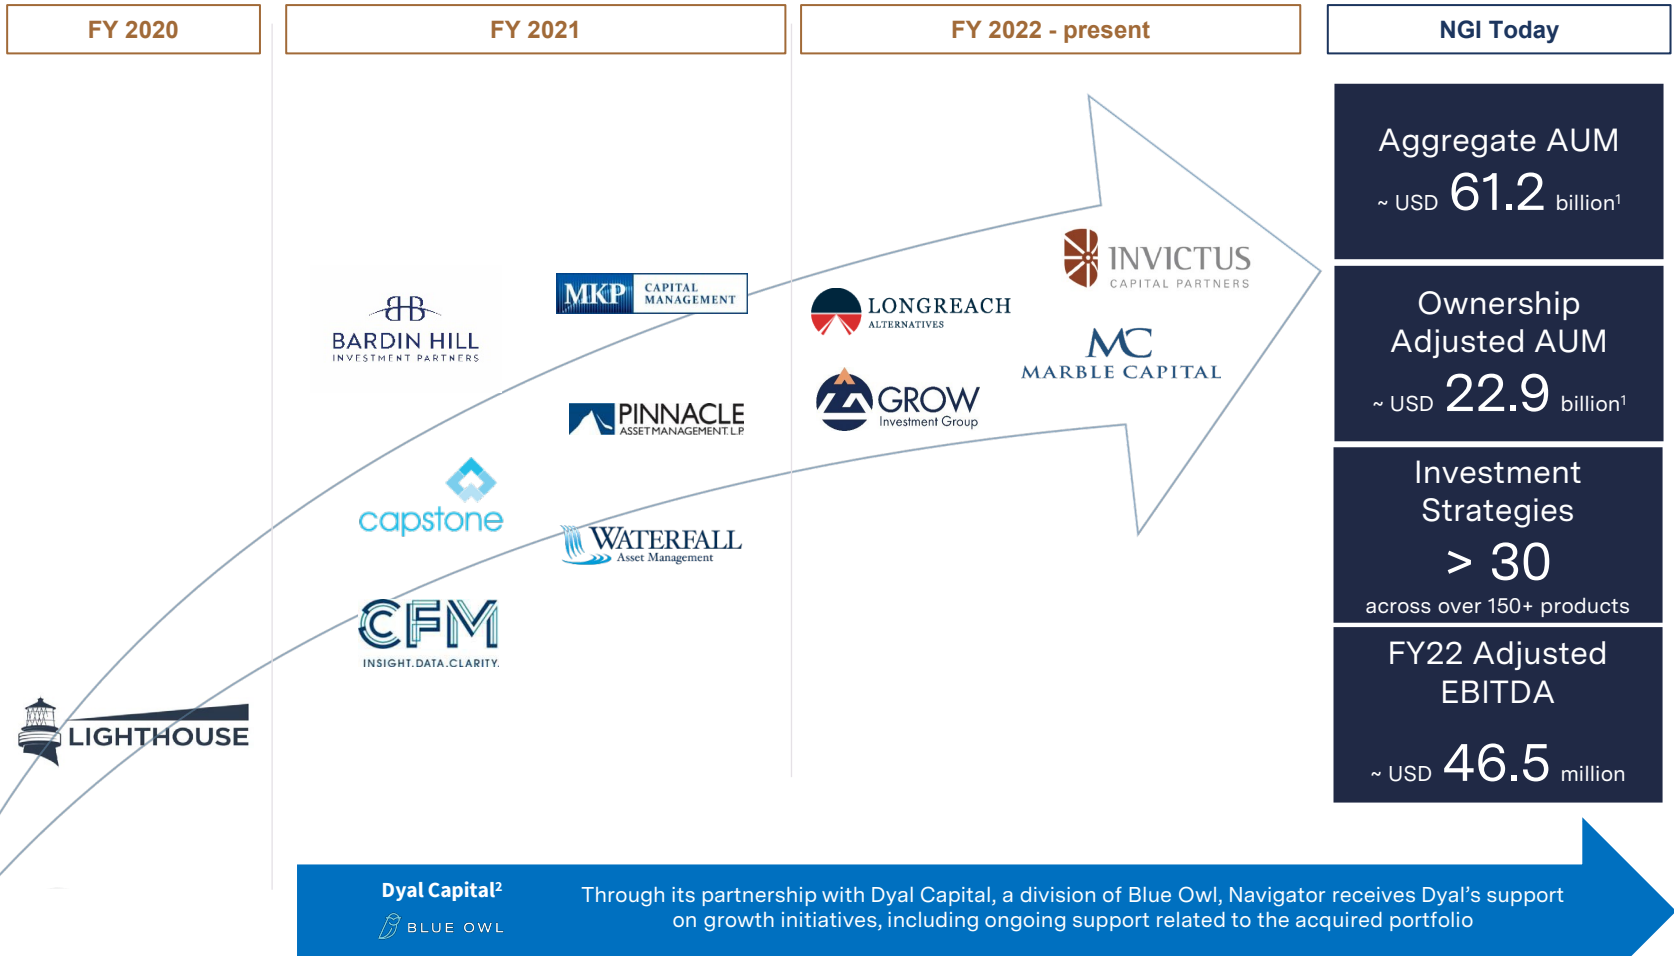 FY 2020
FY 2021
FY 2022 - present
NGI Today
LIGHTHOUSE
BARDIN HILL
INVESTMENT PARTNERS
MKP CAPITAL
MANAGEMENT
PINNACLE
ASSET MANAGEMENT, L.P.
capstone
WATERFALL
Asset Management
CFM
INSIGHT.DATA.CLARITY.
LONGREACH
ALTERNATIVES
INVICTUS
CAPITAL PARTNERS
MC
MARBLE CAPITAL
GROW
Investment Group
Aggregate AUM
~ USD 61.2 billion¹
Ownership
Adjusted AUM
~ USD 22.9 billion¹
Investment
Strategies
> 30
across over 150+ products
FY22 Adjusted
EBITDA
~ USD 46.5 million
Dyal Capital²
BLUE OWL
Through its partnership with Dyal Capital, a division of Blue Owl, Navigator receives Dyal’s support
on growth initiatives, including ongoing support related to the acquired portfolio